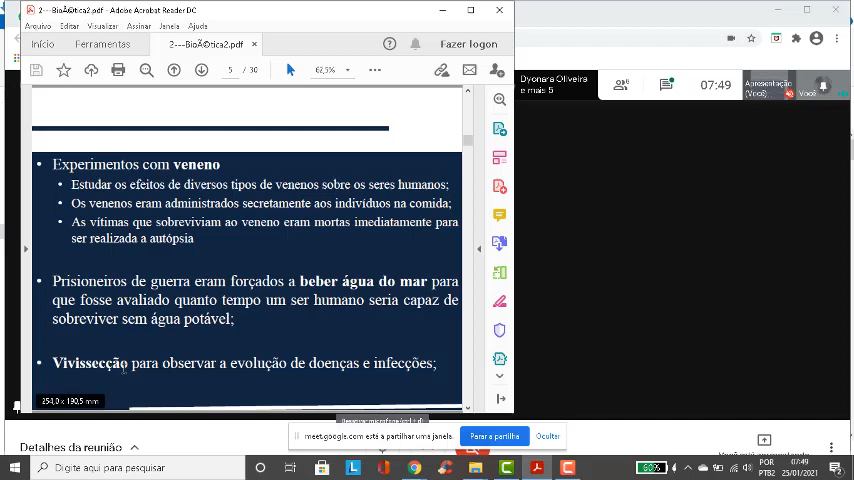 2---BioÃ©tica2.pdf - Adobe Acrobat Reader DC
Arquivo Editar Visualizar Assinar Janela Ajuda
Início Ferramentas 2---BioÃ©tica2.pdf × Fazer logon
5 / 30 62,5%
Dyonara Oliveira
e mais 5
6
07:49
Apresentação
(Você)
Você
Experimentos com veneno
Estudar os efeitos de diversos tipos de venenos sobre os seres humanos;
Os venenos eram administrados secretamente aos indivíduos na comida;
As vítimas que sobreviviam ao veneno eram mortas imediatamente para
ser realizada a autópsia
Prisioneiros de guerra eram forçados a beber água do mar para
que fosse avaliado quanto tempo um ser humano seria capaz de
sobreviver sem água potável;
Vivissecção para observar a evolução de doenças e infecções;
254,0 x 190,5 mm
meet.google.com está a partilhar uma janela. Parar a partilha Ocultar
Detalhes da reunião
Digite aqui para pesquisar
60%
POR
PTB2
07:49
25/01/2021